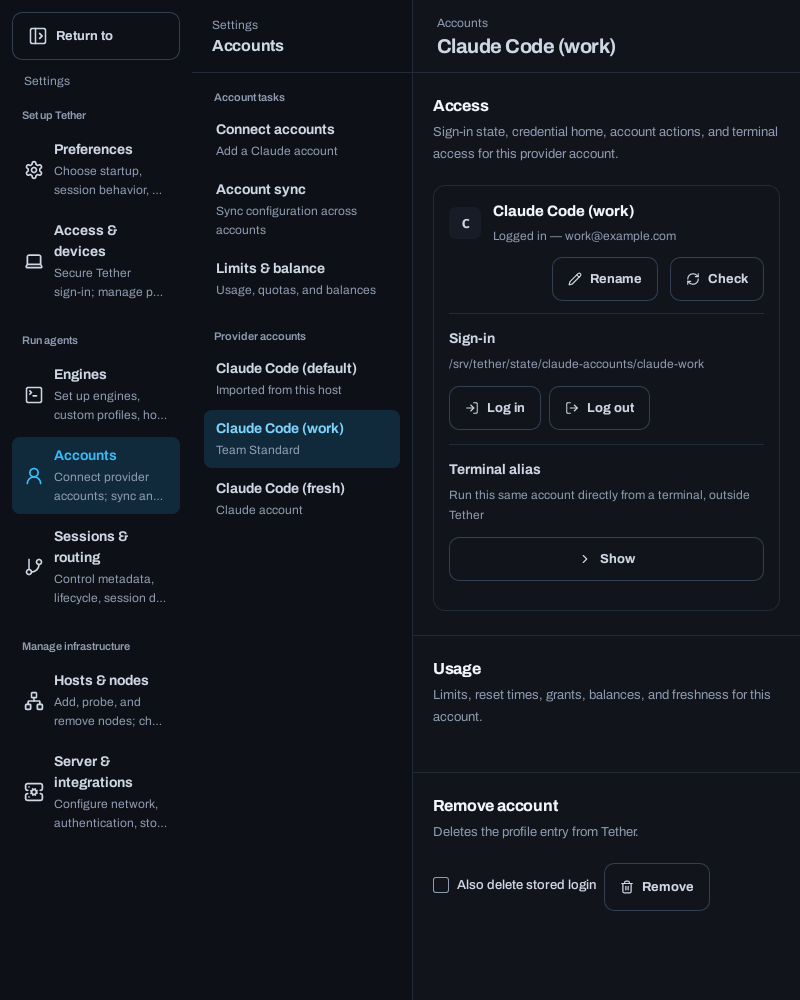 Return to
Settings
Set up Tether
Preferences
Choose startup,
session behavior, ...
Access &
devices
Secure Tether
sign-in; manage p...
Run agents
Engines
Set up engines,
custom profiles, ho...
Accounts
Connect provider
accounts; sync an...
Sessions &
routing
Control metadata,
lifecycle, session d...
Manage infrastructure
Hosts & nodes
Add, probe, and
remove nodes; ch...
Server &
integrations
Configure network,
authentication, sto...
Settings
Accounts
Account tasks
Connect accounts
Add a Claude account
Account sync
Sync configuration across
accounts
Limits & balance
Usage, quotas, and balances
Provider accounts
Claude Code (default)
Imported from this host
Claude Code (work)
Team Standard
Claude Code (fresh)
Claude account
Accounts
Claude Code (work)
Access
Sign-in state, credential home, account actions, and terminal
access for this provider account.
C
Claude Code (work)
Logged in — work@example.com
Rename
Check
Sign-in
/srv/tether/state/claude-accounts/claude-work
Log in
Log out
Terminal alias
Run this same account directly from a terminal, outside
Tether
Show
Usage
Limits, reset times, grants, balances, and freshness for this
account.
Remove account
Deletes the profile entry from Tether.
Also delete stored login
Remove